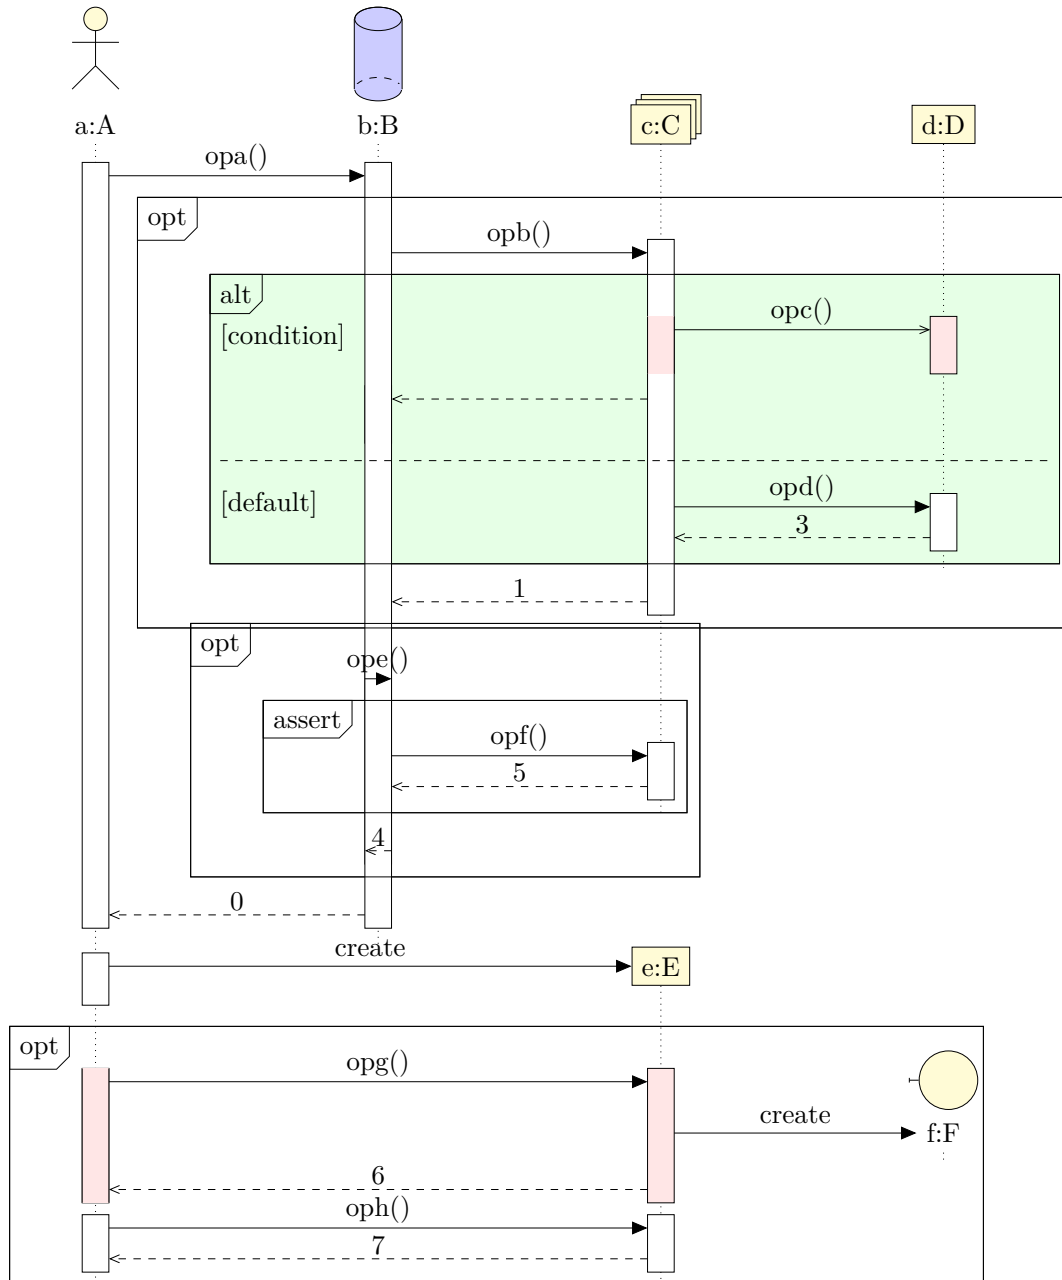 a:A
b:B
c:C
d:D
opa()
opt
opb()
alt
opc()
[condition]
opd()
[default]
3
1
opt
ope()
assert
opf()
5
4
0
create
e:E
opt
opg()
create
f:F
6
oph()
7